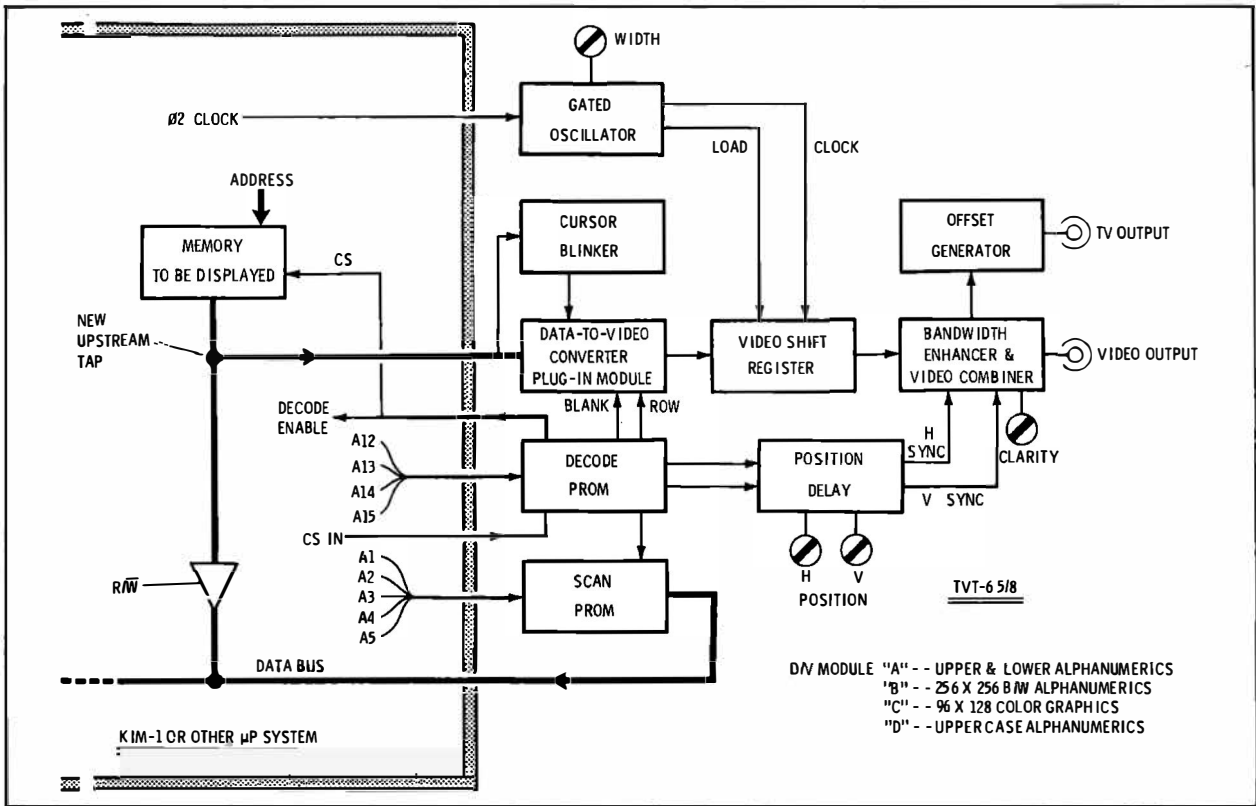 WIDTH
GATED
OSCILLATOR
Ø2 CLOCK
LOAD
CLOCK
ADDRESS
MEMORY
TO BE DISPLAYED
CS
CURSOR
BLINKER
OFFSET
GENERATOR
TV OUTPUT
NEW
UPSTREAM
TAP
DATA-TO-VIDEO
CONVERTER
PLUG-IN MODULE
VIDEO SHIFT
REGISTER
BANDWIDTH
ENHANCER &
VIDEO COMBINER
VIDEO OUTPUT
BLANK
ROW
DECODE
ENABLE
A12
A13
A14
A15
DECODE
PROM
POSITION
DELAY
H
SYNC
V SYNC
CLARITY
CS IN
A1
A2
A3
A4
A5
SCAN
PROM
H
V
POSITION
TVT-6 5/8
R/W̅
DATA BUS
D/V MODULE "A" -- UPPER & LOWER ALPHANUMERICS
"B" -- 256 X 256 B/W ALPHANUMERICS
"C" -- 96 X 128 COLOR GRAPHICS
"D" -- UPPER CASE ALPHANUMERICS
KIM-1 OR OTHER µP SYSTEM